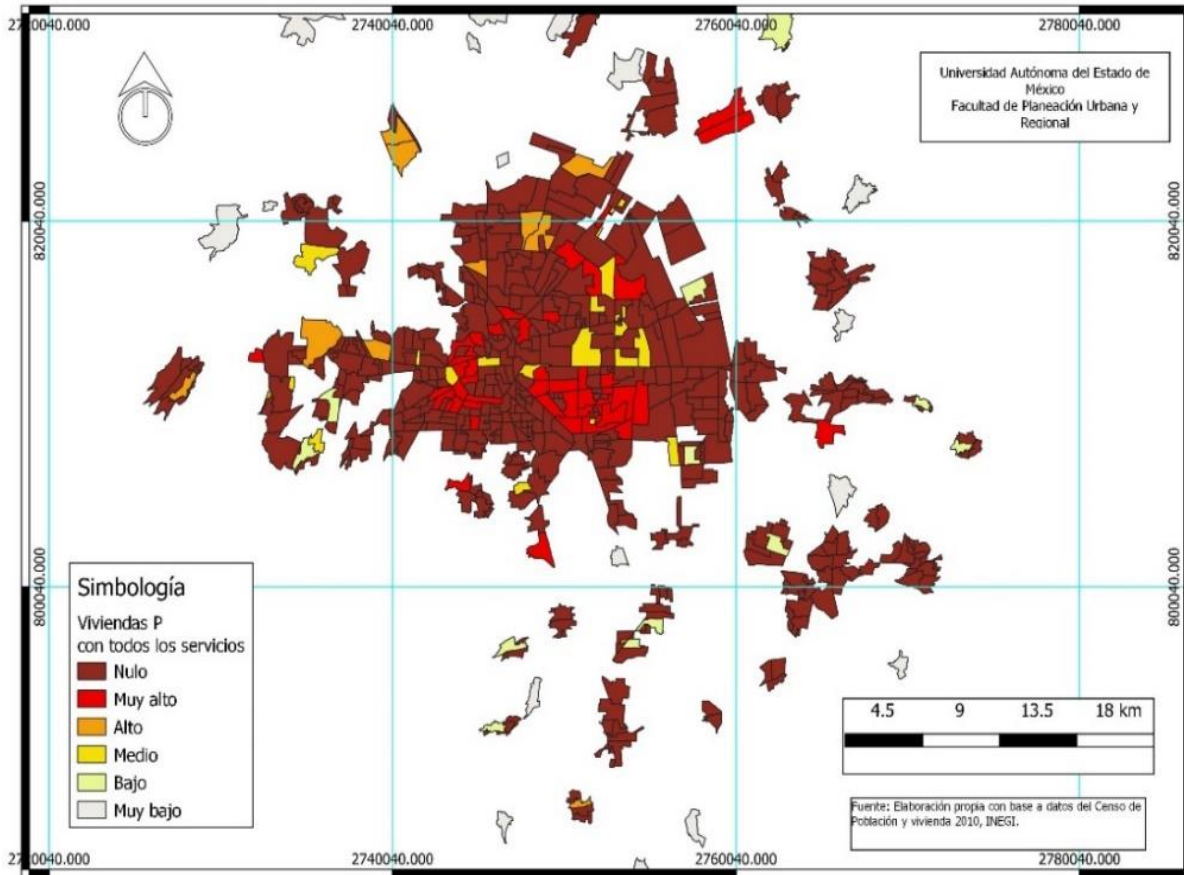 2720040.000 2740040.000 2760040.000 2780040.000
Universidad Autónoma del Estado de
México
Facultad de Planeación Urbana y
Regional
820040.000
820040.000
800040.000
800040.000
Simbología
Viviendas P
con todos los servicios
Nulo
Muy alto
Alto
Medio
Bajo
Muy bajo
4.5 9 13.5 18 km
Fuente: Elaboración propia con base a datos del Censo de
Población y vivienda 2010, INEGI.
2740040.000 2760040.000 2780040.000